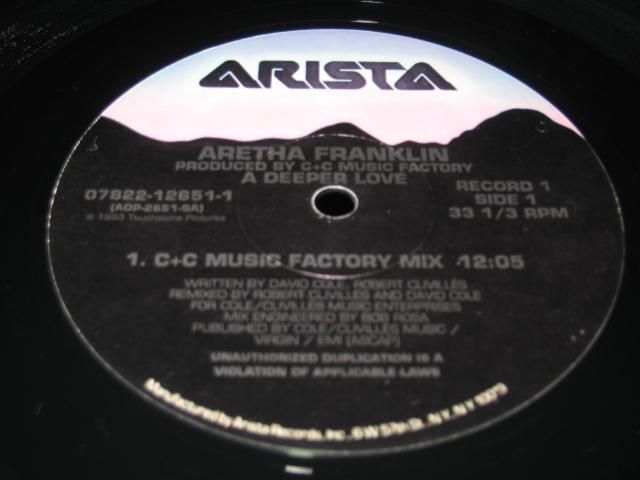 ARISTA
ARETHA FRANKLIN
PRODUCED BY C+C MUSIC FACTORY
A DEEPER LOVE
07822-12651-1
(ADP-2651-SA)
℗ 1993 Touchstone Pictures
RECORD 1
SIDE 1
33 1/3 RPM
1. C+C MUSIC FACTORY MIX 12:05
WRITTEN BY DAVID COLE, ROBERT CLIVILLÉS
REMIXED BY ROBERT CLIVILLÉS AND DAVID COLE
FOR COLE/CLIVILLÉS MUSIC ENTERPRISES
MIX ENGINEERED BY BOB ROSA
PUBLISHED BY COLE/CLIVILLÉS MUSIC /
VIRGIN / EMI (ASCAP)
UNAUTHORIZED DUPLICATION IS A
VIOLATION OF APPLICABLE LAWS
Manufactured by Arista Records, Inc., 6 W 57th St., N.Y., N.Y. 10019